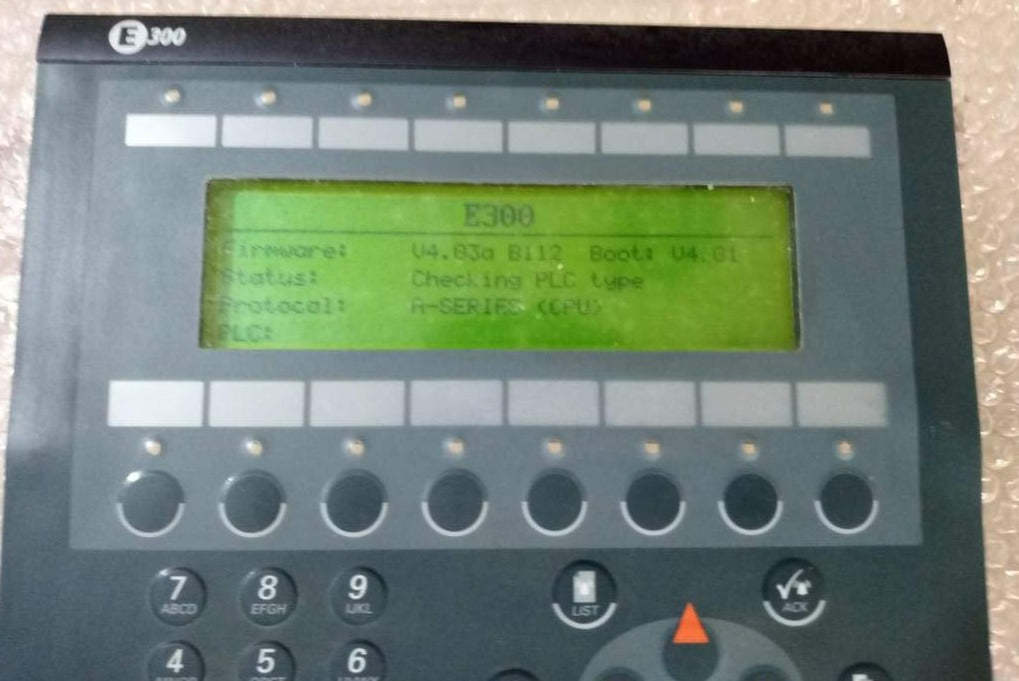 E300
E300
Firmware: V4.03a B112 Boot: V4.01
Status: Checking PLC type
Protocol: A-SERIES (CPU)
PLC:
LIST
ACK
7 8 9
ABCD EFGH IJKL
4 5 6